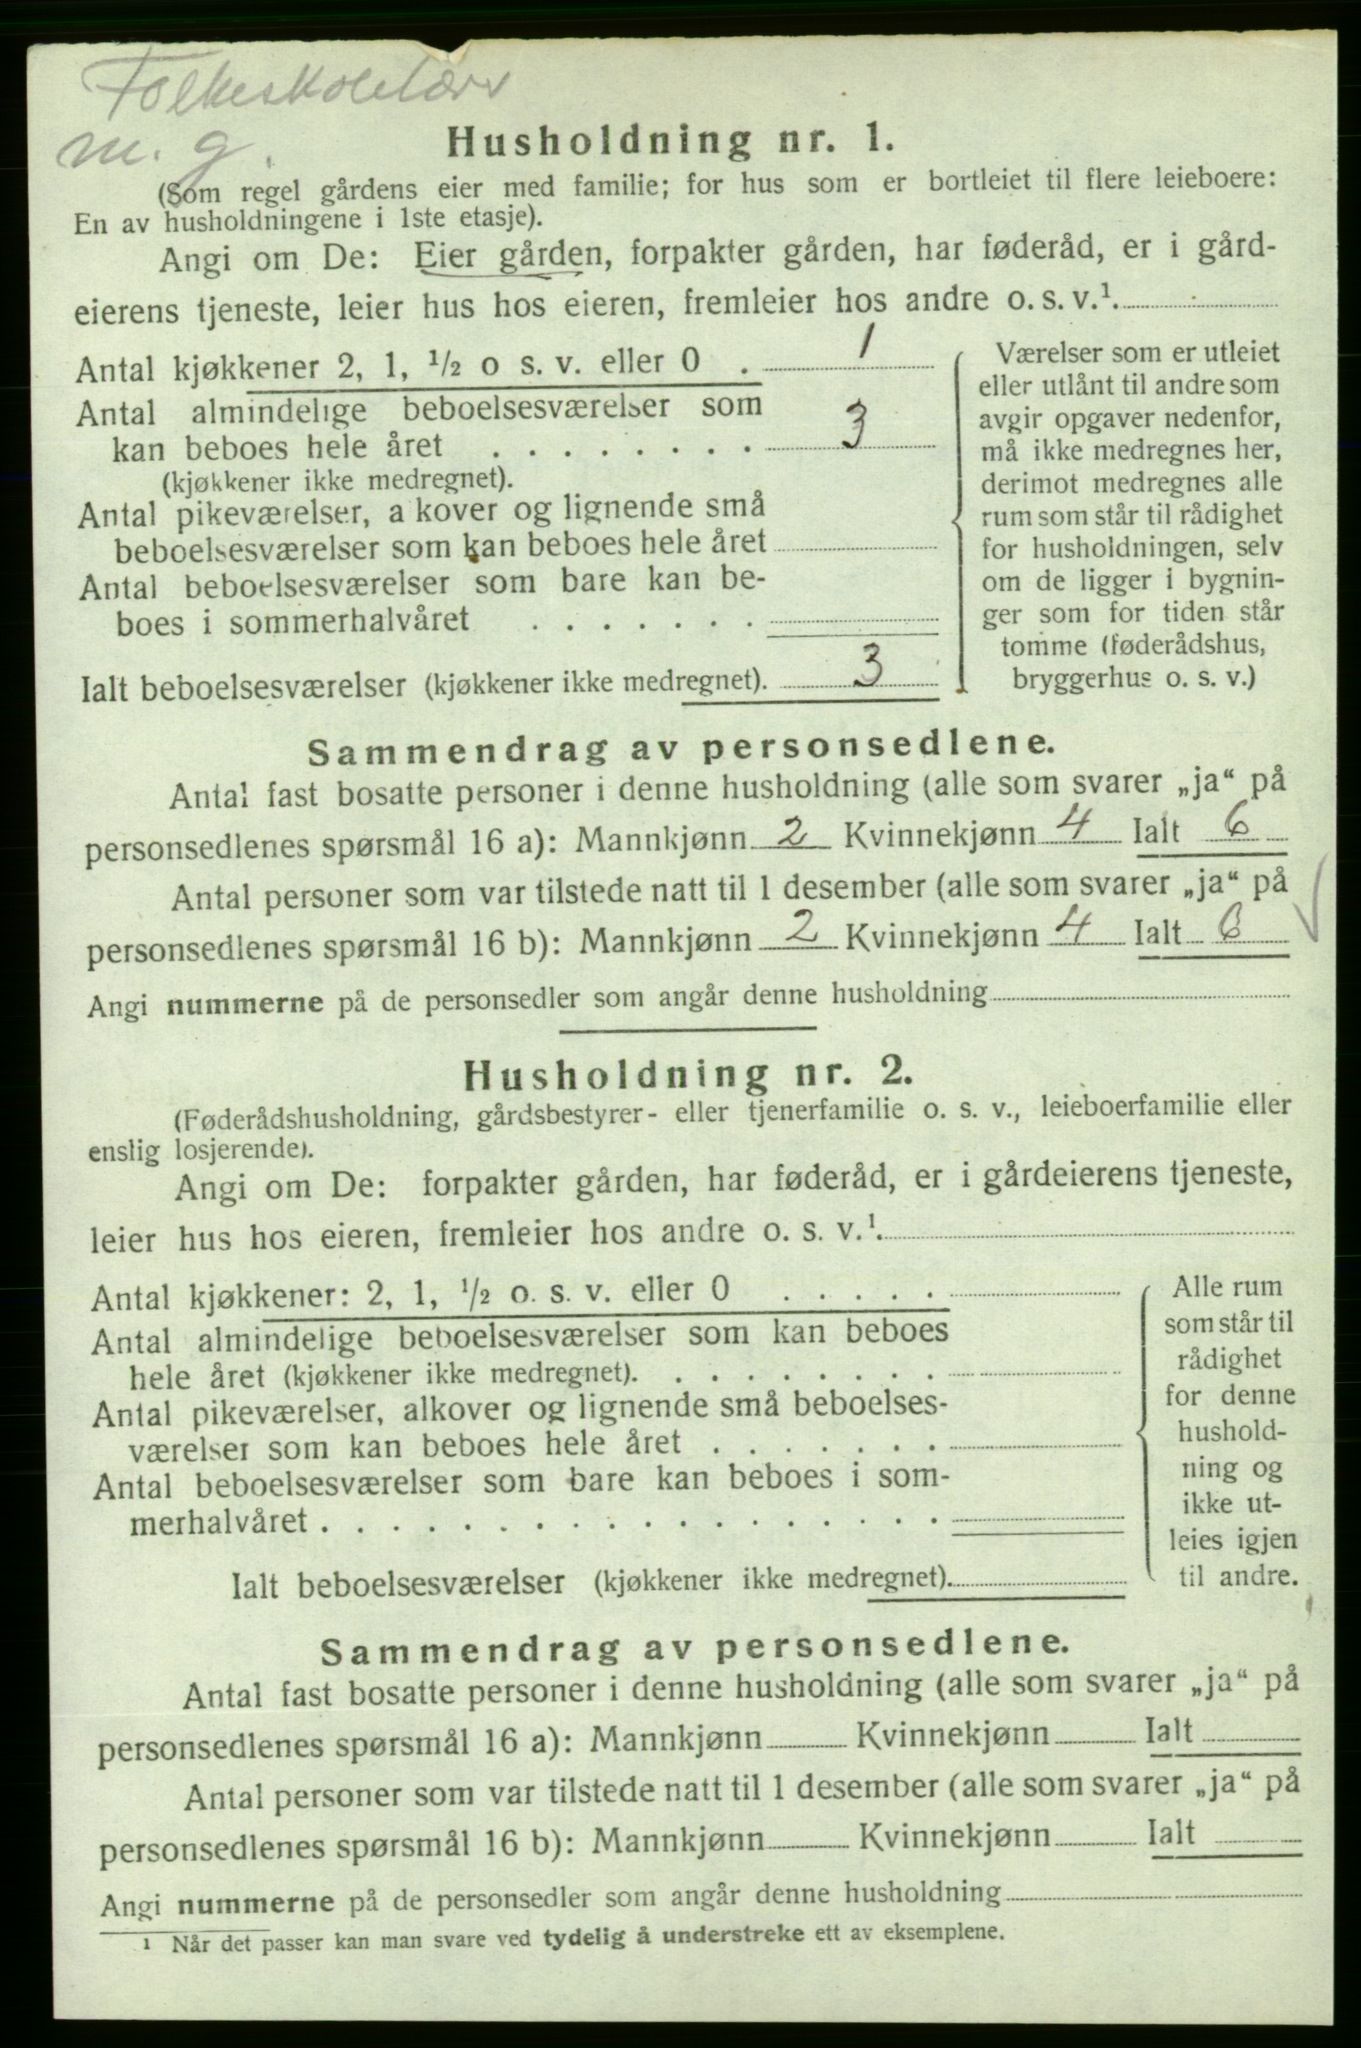 Folkeskolelærer
m. g.
Husholdning nr. 1.
(Som regel gårdens eier med familie; for hus som er bortleiet til flere leieboere:
En av husholdningene i 1ste etasje).
Angi om De: Eier gården, forpakter gården, har føderåd, er i gård-
eierens tjeneste, leier hus hos eieren, fremleier hos andre o. s. v.¹.
Antal kjøkkener 2, 1, ½ o s. v. eller 0 . 1
Antal almindelige beboelsesværelser som
kan beboes hele året . . . . . . . . 3
(kjøkkener ikke medregnet).
Antal pikeværelser, a kover og lignende små
beboelsesværelser som kan beboes hele året
Antal beboelsesværelser som bare kan be-
boes i sommerhalvåret . . . . . . .
Ialt beboelsesværelser (kjøkkener ikke medregnet). 3
Værelser som er utleiet
eller utlånt til andre som
avgir opgaver nedenfor,
må ikke medregnes her,
derimot medregnes alle
rum som står til rådighet
for husholdningen, selv
om de ligger i bygnin-
ger som for tiden står
tomme (føderådshus,
bryggerhus o. s. v.)
Sammendrag av personsedlene.
Antal fast bosatte personer i denne husholdning (alle som svarer „ja“ på
personsedlenes spørsmål 16 a): Mannkjønn 2 Kvinnekjønn 4 Ialt 6
Antal personer som var tilstede natt til 1 desember (alle som svarer „ja“ på
personsedlenes spørsmål 16 b): Mannkjønn 2 Kvinnekjønn 4 Ialt 6
Angi nummerne på de personsedler som angår denne husholdning
Husholdning nr. 2.
(Føderådshusholdning, gårdsbestyrer- eller tjenerfamilie o. s. v., leieboerfamilie eller
enslig losjerende).
Angi om De: forpakter gården, har føderåd, er i gårdeierens tjeneste,
leier hus hos eieren, fremleier hos andre o. s. v.¹.
Antal kjøkkener: 2, 1, ½ o. s. v. eller 0 . . . . .
Antal almindelige beboelsesværelser som kan beboes
hele året (kjøkkener ikke medregnet). . . . . . . . .
Antal pikeværelser, alkover og lignende små beboelses-
værelser som kan beboes hele året . . . . . . .
Antal beboelsesværelser som bare kan beboes i som-
merhalvåret . . . . . . . . . . . . . . . . . .
Ialt beboelsesværelser (kjøkkener ikke medregnet).
Alle rum
som står til
rådighet
for denne
hushold-
ning og
ikke ut-
leies igjen
til andre.
Sammendrag av personsedlene.
Antal fast bosatte personer i denne husholdning (alle som svarer „ja“ på
personsedlenes spørsmål 16 a): Mannkjønn Kvinnekjønn Ialt
Antal personer som var tilstede natt til 1 desember (alle som svarer „ja“ på
personsedlenes spørsmål 16 b): Mannkjønn Kvinnekjønn Ialt
Angi nummerne på de personsedler som angår denne husholdning
¹ Når det passer kan man svare ved tydelig å understreke ett av eksemplene.